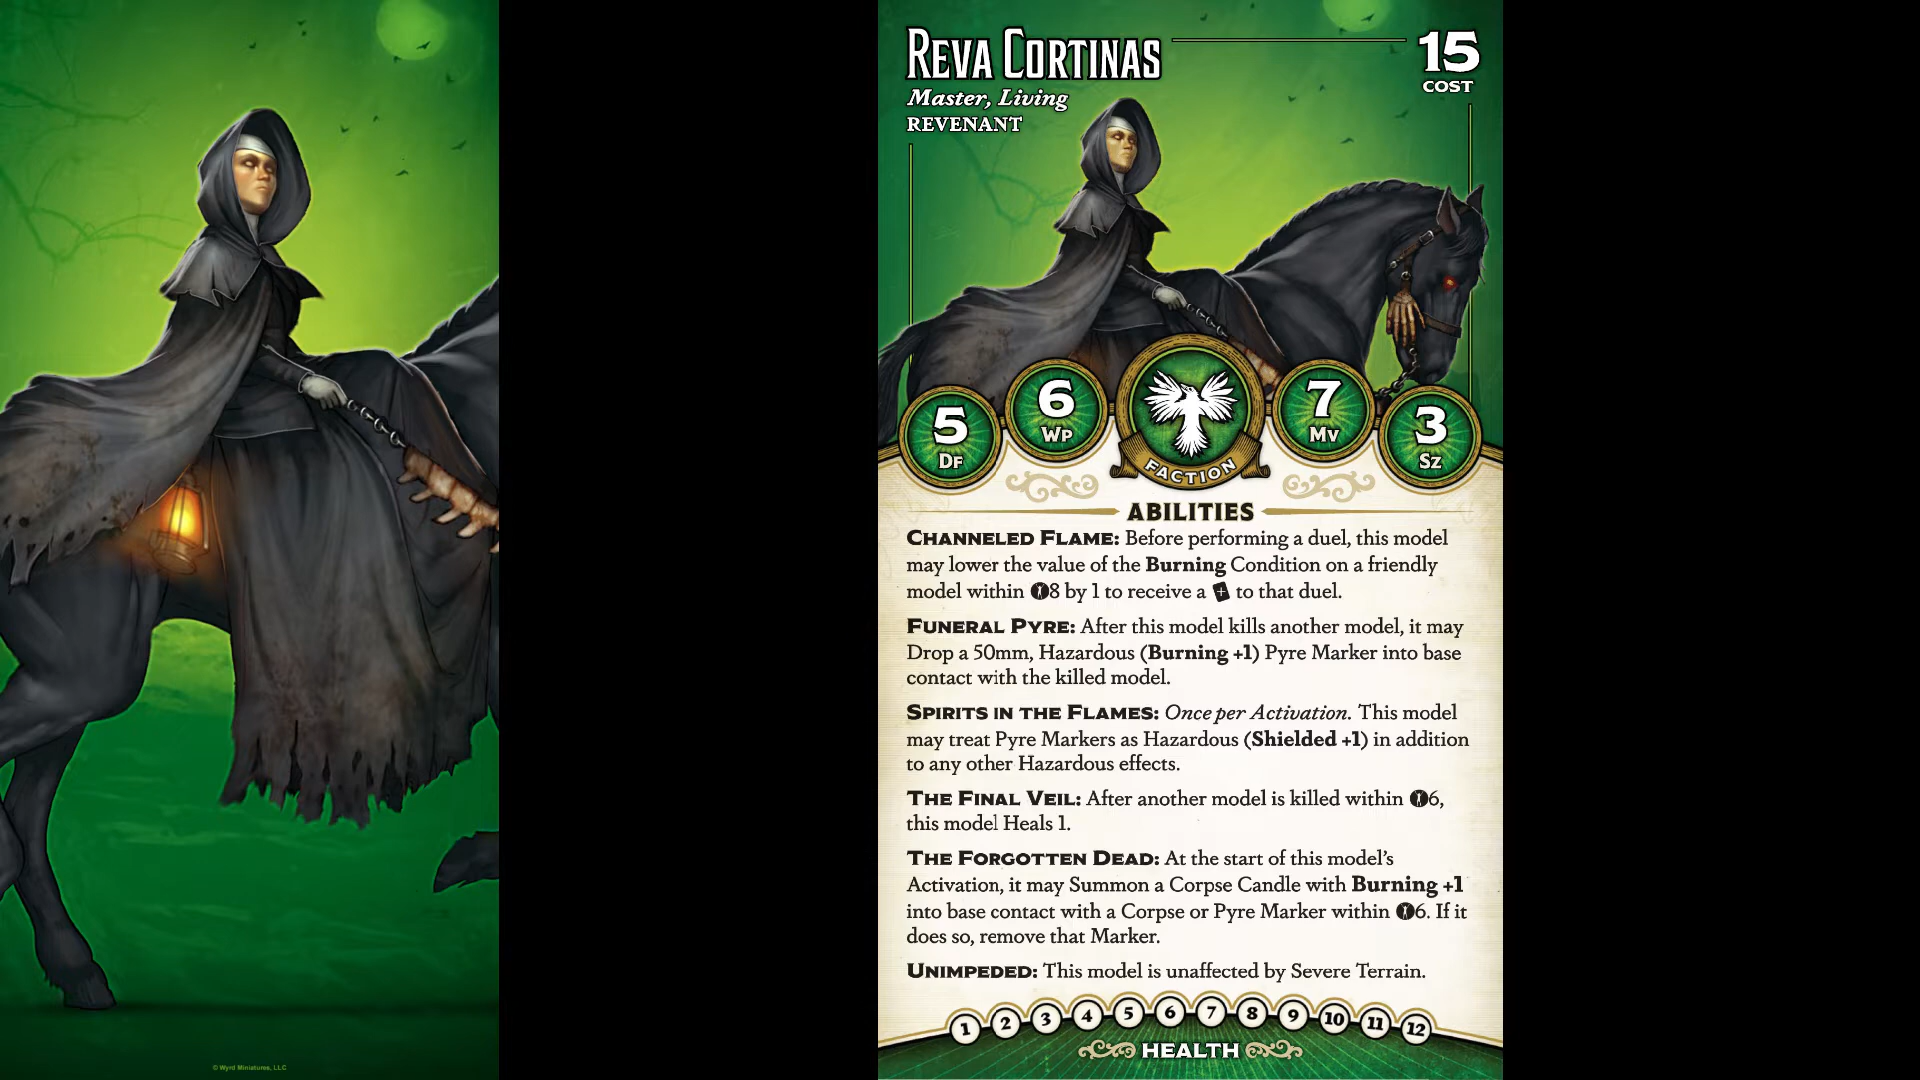 REVA CORTINAS
15
COST
Master, Living
REVENANT
5
DF
6
WP
FACTION
7
MV
3
SZ
ABILITIES
CHANNELED FLAME: Before performing a duel, this model
may lower the value of the Burning Condition on a friendly
model within 8 by 1 to receive a + to that duel.
FUNERAL PYRE: After this model kills another model, it may
Drop a 50mm, Hazardous (Burning +1) Pyre Marker into base
contact with the killed model.
SPIRITS IN THE FLAMES: Once per Activation. This model
may treat Pyre Markers as Hazardous (Shielded +1) in addition
to any other Hazardous effects.
THE FINAL VEIL: After another model is killed within 6,
this model Heals 1.
THE FORGOTTEN DEAD: At the start of this model's
Activation, it may Summon a Corpse Candle with Burning +1
into base contact with a Corpse or Pyre Marker within 6. If it
does so, remove that Marker.
UNIMPEDED: This model is unaffected by Severe Terrain.
1 2 3 4 5 6 7 8 9 10 11 12
HEALTH
© Wyrd Miniatures, LLC